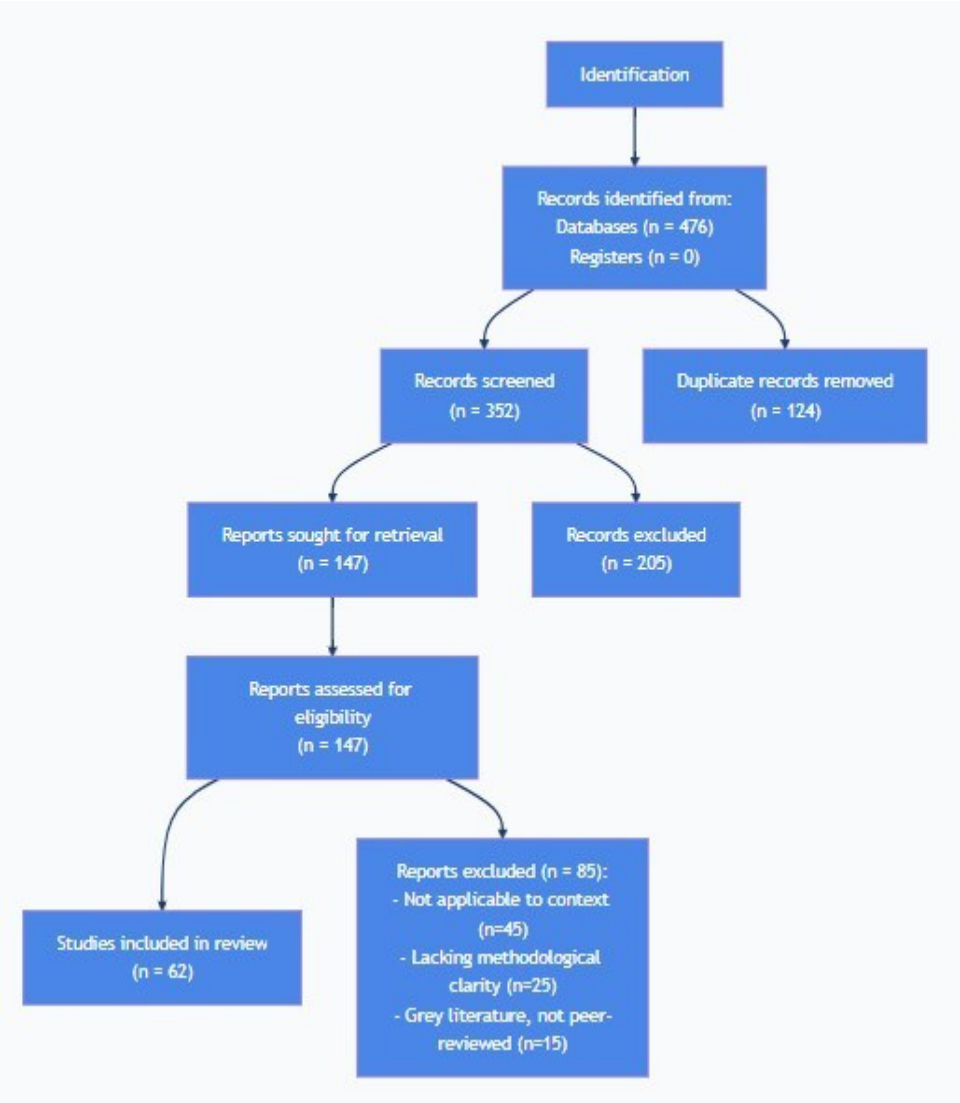 Identification
Records identified from:
Databases (n = 476)
Registers (n = 0)
Records screened
(n = 352)
Duplicate records removed
(n = 124)
Reports sought for retrieval
(n = 147)
Records excluded
(n = 205)
Reports assessed for
eligibility
(n = 147)
Studies included in review
(n = 62)
Reports excluded (n = 85):
- Not applicable to context
(n=45)
- Lacking methodological
clarity (n=25)
- Grey literature, not peer-
reviewed (n=15)